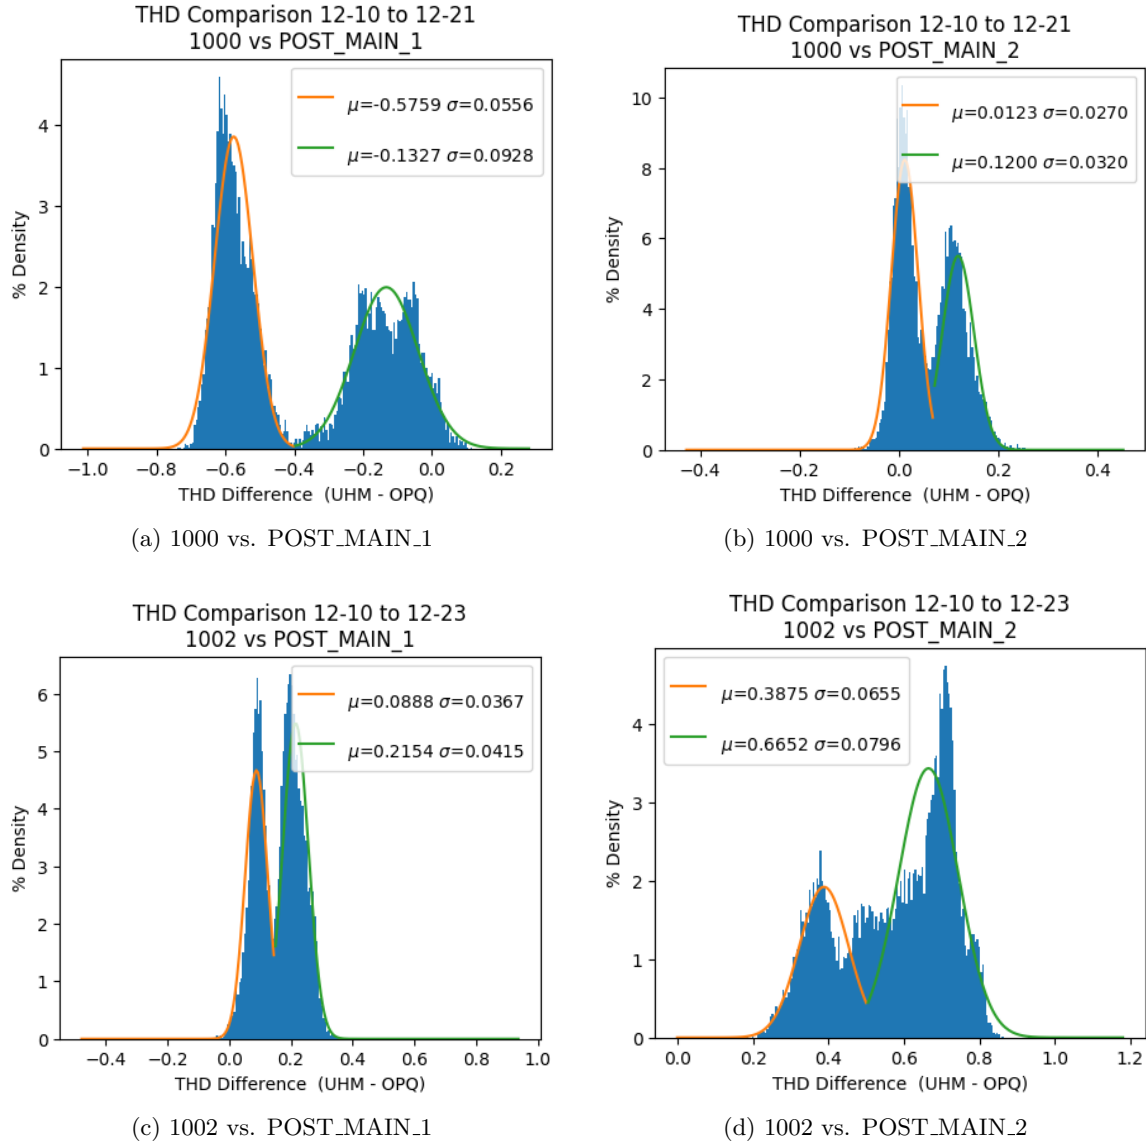 THD Comparison 12-10 to 12-21
1000 vs POST_MAIN_1
% Density
4
3
2
1
0
μ=-0.5759 σ=0.0556
μ=-0.1327 σ=0.0928
−1.0 −0.8 −0.6 −0.4 −0.2 0.0 0.2
THD Difference (UHM - OPQ)
(a) 1000 vs. POST_MAIN_1
THD Comparison 12-10 to 12-21
1000 vs POST_MAIN_2
% Density
10
8
6
4
2
0
μ=0.0123 σ=0.0270
μ=0.1200 σ=0.0320
−0.4 −0.2 0.0 0.2 0.4
THD Difference (UHM - OPQ)
(b) 1000 vs. POST_MAIN_2
THD Comparison 12-10 to 12-23
1002 vs POST_MAIN_1
% Density
6
5
4
3
2
1
0
μ=0.0888 σ=0.0367
μ=0.2154 σ=0.0415
−0.4 −0.2 0.0 0.2 0.4 0.6 0.8 1.0
THD Difference (UHM - OPQ)
(c) 1002 vs. POST_MAIN_1
THD Comparison 12-10 to 12-23
1002 vs POST_MAIN_2
% Density
4
3
2
1
0
μ=0.3875 σ=0.0655
μ=0.6652 σ=0.0796
0.0 0.2 0.4 0.6 0.8 1.0 1.2
THD Difference (UHM - OPQ)
(d) 1002 vs. POST_MAIN_2